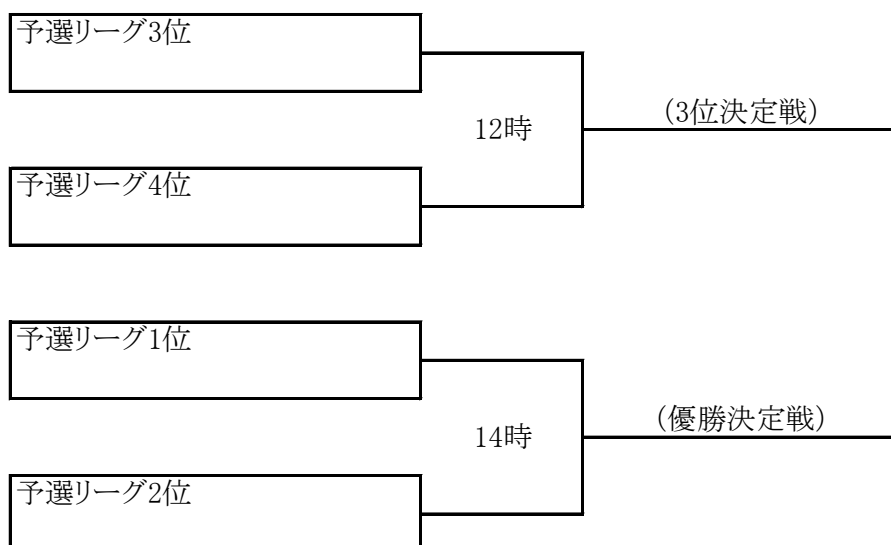 予選リーグ3位
12時
(3位決定戦)
予選リーグ4位
予選リーグ1位
14時
(優勝決定戦)
予選リーグ2位